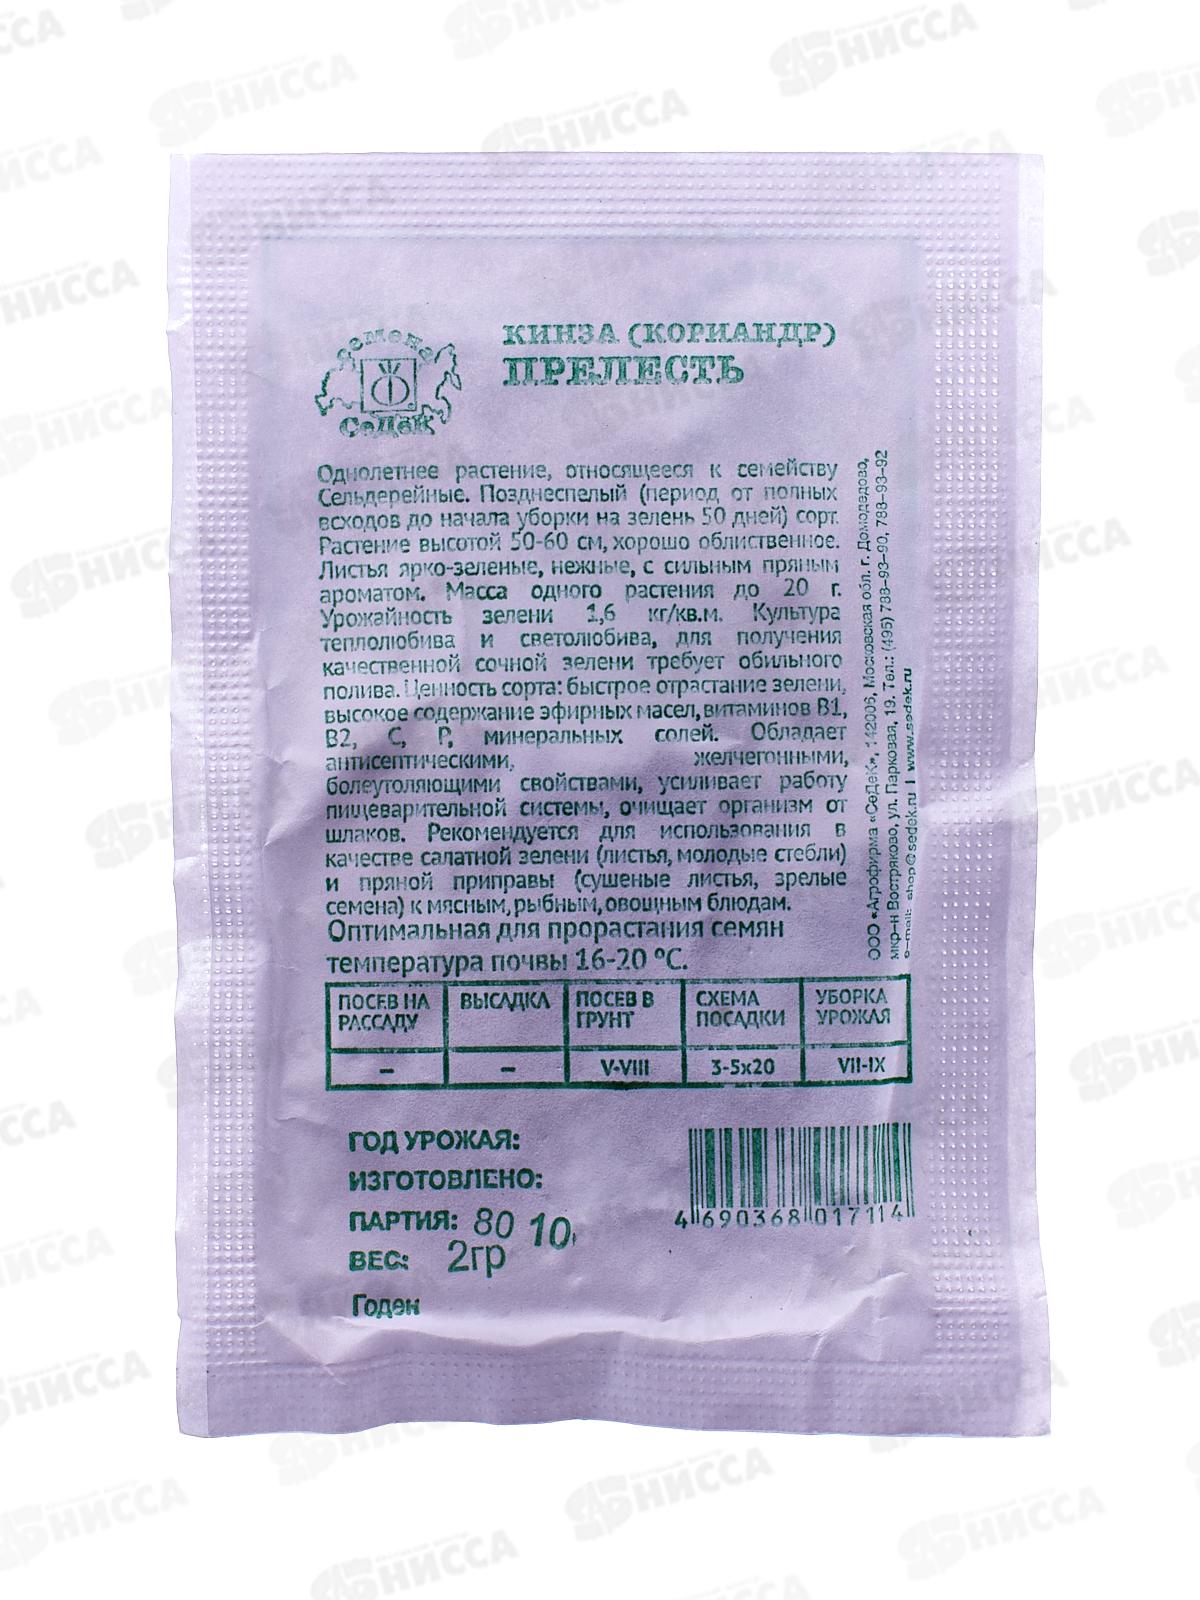 семена
СеДеК
КИНЗА (КОРИАНДР)
ПРЕЛЕСТЬ
Однолетнее растение, относящееся к семейству
Сельдерейные. Позднеспелый (период от полных
всходов до начала уборки на зелень 50 дней) сорт.
Растение высотой 50-60 см, хорошо облиственное.
Листья ярко-зеленые, нежные, с сильным пряным
ароматом. Масса одного растения до 20 г.
Урожайность зелени 1,6 кг/кв.м. Культура
теплолюбива и светолюбива, для получения
качественной сочной зелени требует обильного
полива. Ценность сорта: быстрое отрастание зелени,
высокое содержание эфирных масел, витаминов В1,
В2, С, Р, минеральных солей. Обладает
антисептическими, желчегонными,
болеутоляющими свойствами, усиливает работу
пищеварительной системы, очищает организм от
шлаков. Рекомендуется для использования в
качестве салатной зелени (листья, молодые стебли)
и пряной приправы (сушеные листья, зрелые
семена) к мясным, рыбным, овощным блюдам.
Оптимальная для прорастания семян
температура почвы 16-20 °С.
ООО «Агрофирма «СеДеК», 142006, Московская обл. г. Домодедово,
мкр-н Востряково, ул. Парковая, 19. Тел.: (495) 788-93-90, 788-93-92
e-mail: shop@sedek.ru | www.sedek.ru
ПОСЕВ НА РАССАДУ ВЫСАДКА ПОСЕВ В ГРУНТ СХЕМА ПОСАДКИ УБОРКА УРОЖАЯ
– – V-VIII 3-5х20 VII-IX
ГОД УРОЖАЯ:
ИЗГОТОВЛЕНО:
ПАРТИЯ: 80 10
ВЕС: 2гр
Годен
4 690368 017114
НИССА